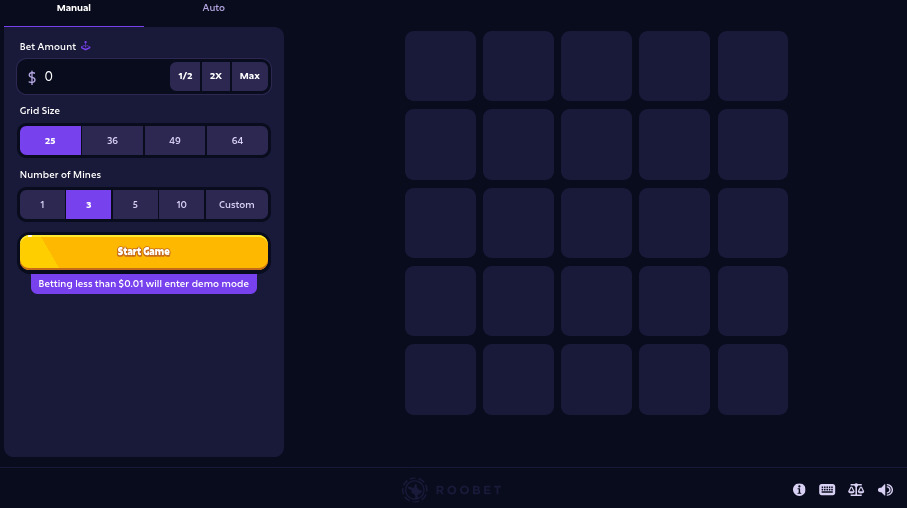 Manual Auto
Bet Amount
$ 0 1/2 2X Max
Grid Size
25 36 49 64
Number of Mines
1 3 5 10 Custom
Start Game
Betting less than $0.01 will enter demo mode
ROOBET